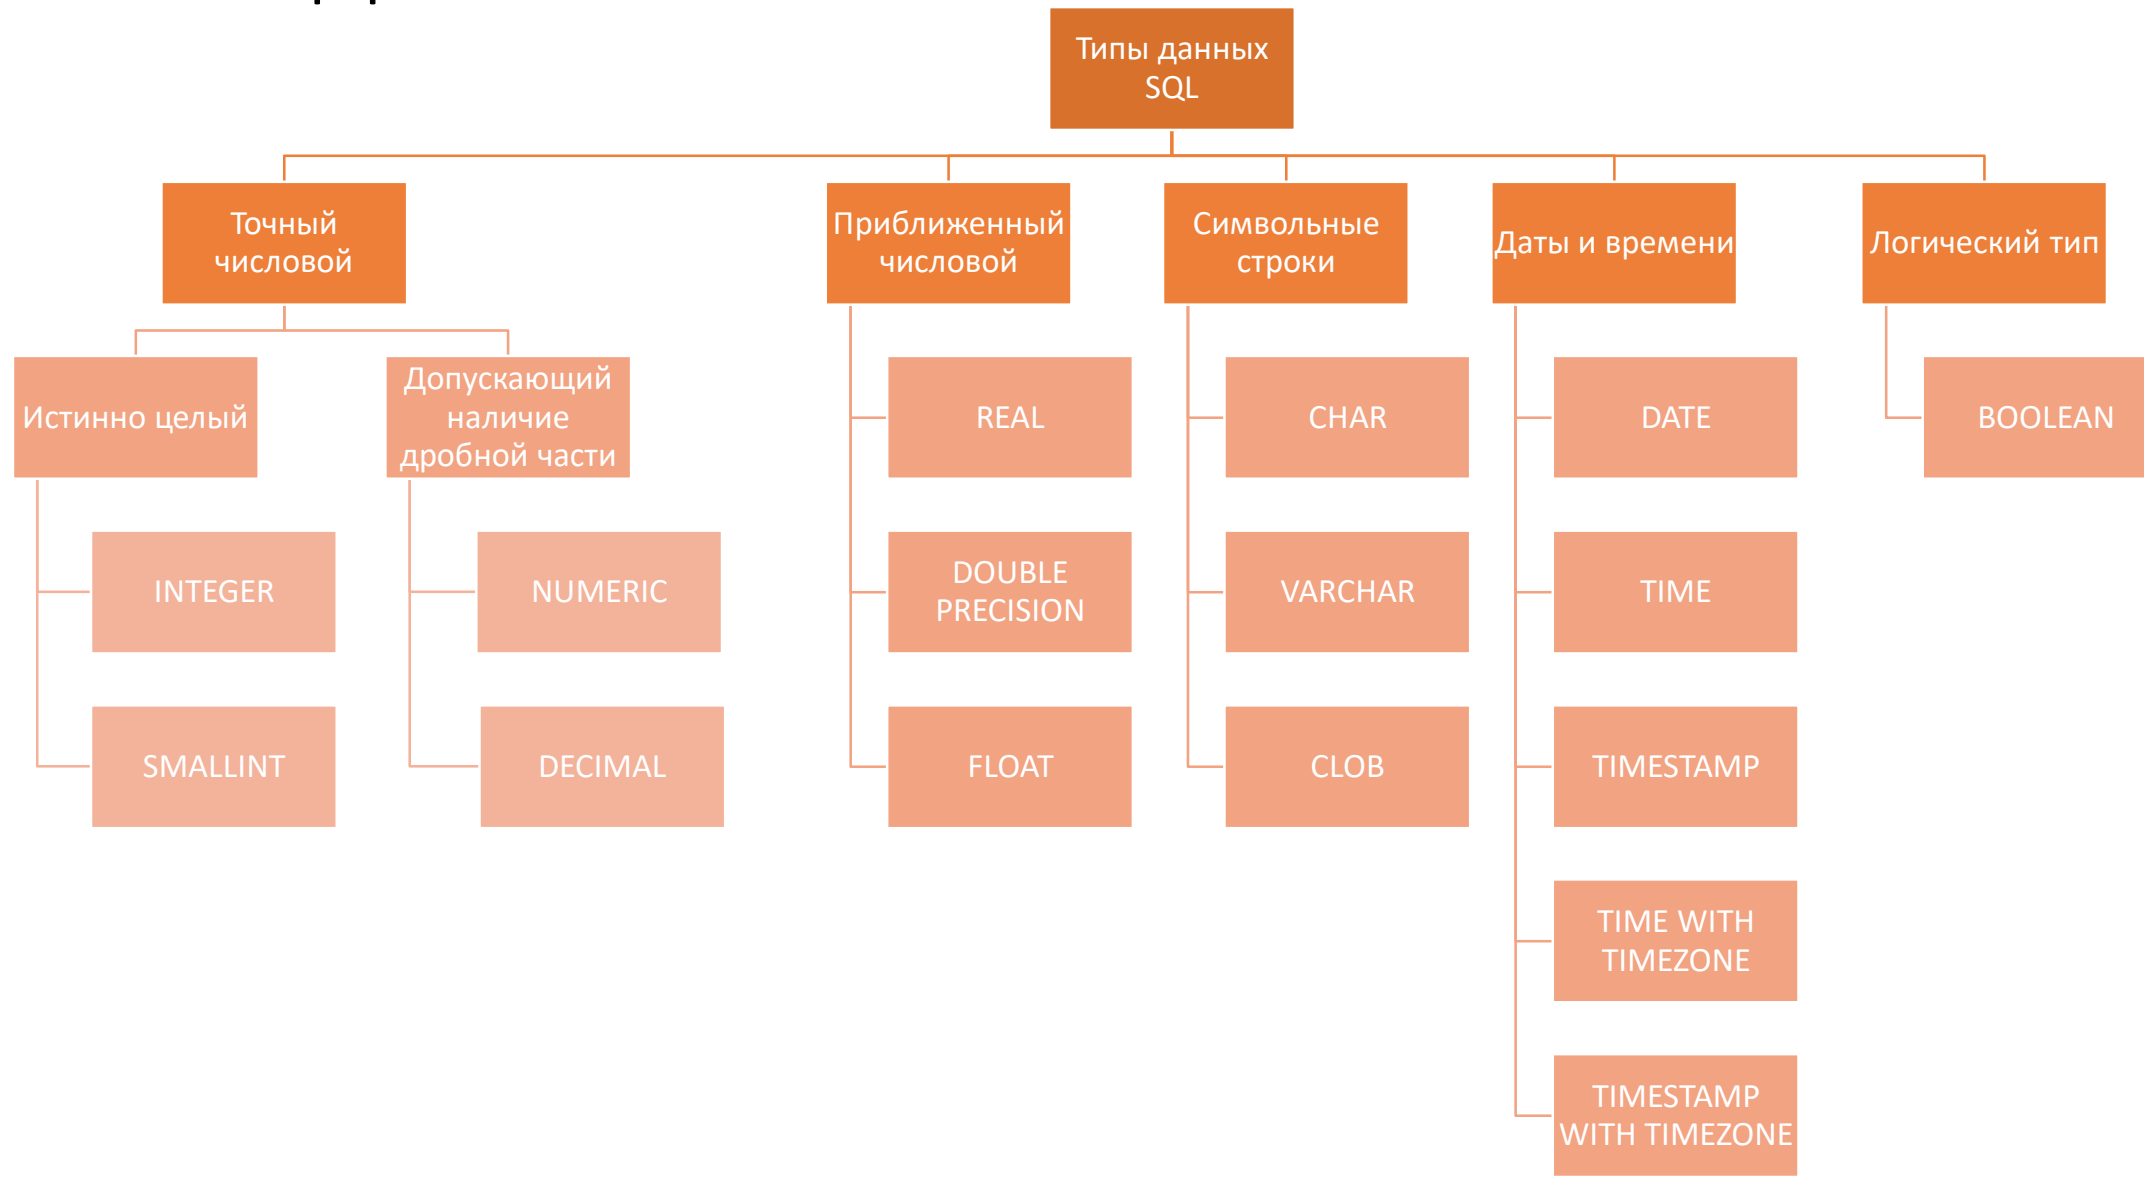 Типы данных
SQL
Точный
числовой
Приближенный
числовой
Символьные
строки
Даты и времени
Логический тип
Истинно целый
Допускающий
наличие
дробной части
REAL
CHAR
DATE
BOOLEAN
INTEGER
NUMERIC
DOUBLE
PRECISION
VARCHAR
TIME
SMALLINT
DECIMAL
FLOAT
CLOB
TIMESTAMP
TIME WITH
TIMEZONE
TIMESTAMP
WITH TIMEZONE